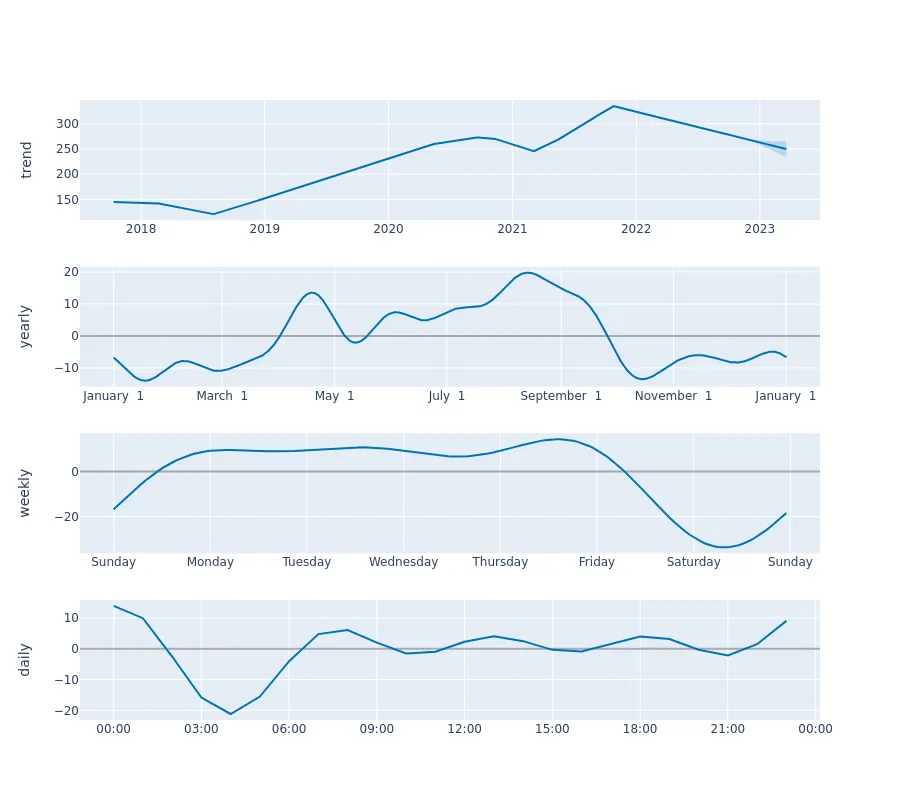 trend
300
250
200
150
2018 2019 2020 2021 2022 2023
yearly
20
10
0
−10
January 1 March 1 May 1 July 1 September 1 November 1 January 1
weekly
0
−20
Sunday Monday Tuesday Wednesday Thursday Friday Saturday Sunday
daily
10
0
−10
−20
00:00 03:00 06:00 09:00 12:00 15:00 18:00 21:00 00:00